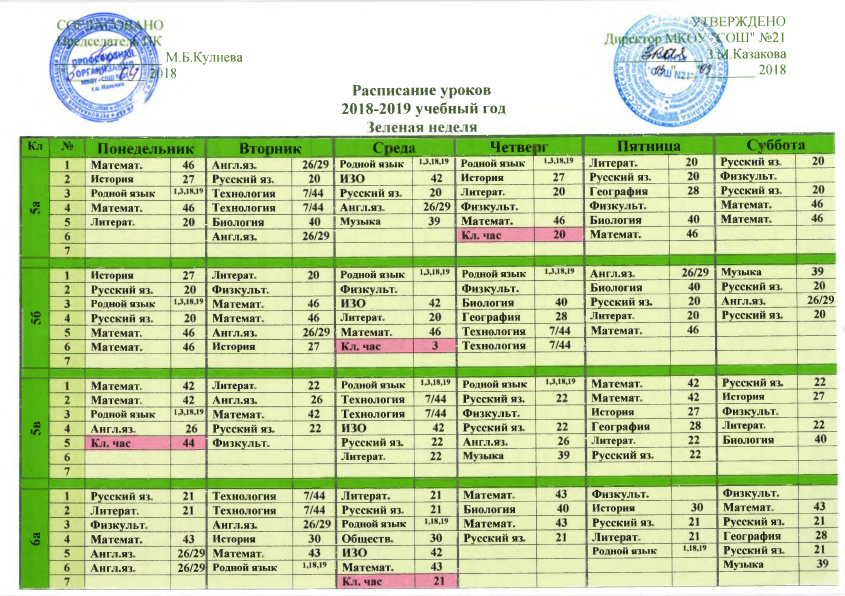 СОГЛАСОВАНО
Председатель ПК
М.Б.Кулиева
2018
УТВЕРЖДЕНО
Директор МКОУ "СОШ" №21
З.М.Казакова
2018
Расписание уроков
2018-2019 учебный год
Зеленая неделя
Кл № Понедельник Вторник Среда Четверг Пятница Суббота
5а
1 Математ. 46 Англ.яз. 26/29 Родной язык 1,3,18,19 Родной язык 1,3,18,19 Литерат. 20 Русский яз. 20
2 История 27 Русский яз. 20 ИЗО 42 История 27 Русский яз. 20 Физкульт.
3 Родной язык 1,3,18,19 Технология 7/44 Русский яз. 20 Литерат. 20 География 28 Русский яз. 20
4 Математ. 46 Технология 7/44 Англ.яз. 26/29 Физкульт. Физкульт. Математ. 46
5 Литерат. 20 Биология 40 Музыка 39 Математ. 46 Биология 40 Математ. 46
6 Англ.яз. 26/29 Кл. час 20 Математ. 46
7
5б
1 История 27 Литерат. 20 Родной язык 1,3,18,19 Родной язык 1,3,18,19 Англ.яз. 26/29 Музыка 39
2 Русский яз. 20 Физкульт. Физкульт. Физкульт. Биология 40 Русский яз. 20
3 Родной язык 1,3,18,19 Математ. 46 ИЗО 42 Биология 40 Русский яз. 20 Англ.яз. 26/29
4 Русский яз. 20 Математ. 46 Литерат. 20 География 28 Литерат. 20 Русский яз. 20
5 Математ. 46 Англ.яз. 26/29 Математ. 46 Технология 7/44 Математ. 46
6 Математ. 46 История 27 Кл. час 3 Технология 7/44
7
5в
1 Математ. 42 Литерат. 22 Родной язык 1,3,18,19 Родной язык 1,3,18,19 Математ. 42 Русский яз. 22
2 Математ. 42 Англ.яз. 26 Технология 7/44 Русский яз. 22 Математ. 42 История 27
3 Родной язык 1,3,18,19 Математ. 42 Технология 7/44 Физкульт. История 27 Физкульт.
4 Англ.яз. 26 Русский яз. 22 ИЗО 42 Русский яз. 22 География 28 Литерат. 22
5 Кл. час 44 Физкульт. Русский яз. 22 Англ.яз. 26 Литерат. 22 Биология 40
6 Литерат. 22 Музыка 39 Русский яз. 22
7
6а
1 Русский яз. 21 Технология 7/44 Литерат. 21 Математ. 43 Физкульт. Физкульт.
2 Литерат. 21 Технология 7/44 Русский яз. 21 Биология 40 История 30 Математ. 43
3 Физкульт. Англ.яз. 26/29 Родной язык 1,18,19 Математ. 43 Русский яз. 21 Русский яз. 21
4 Математ. 43 История 30 Обществ. 30 Русский яз. 21 Литерат. 21 География 28
5 Англ.яз. 26/29 Математ. 43 ИЗО 42 Родной язык 1,18,19 Русский яз. 21
6 Англ.яз. 26/29 Родной язык 1,18,19 Математ. 43 Музыка 39
7 Кл. час 21